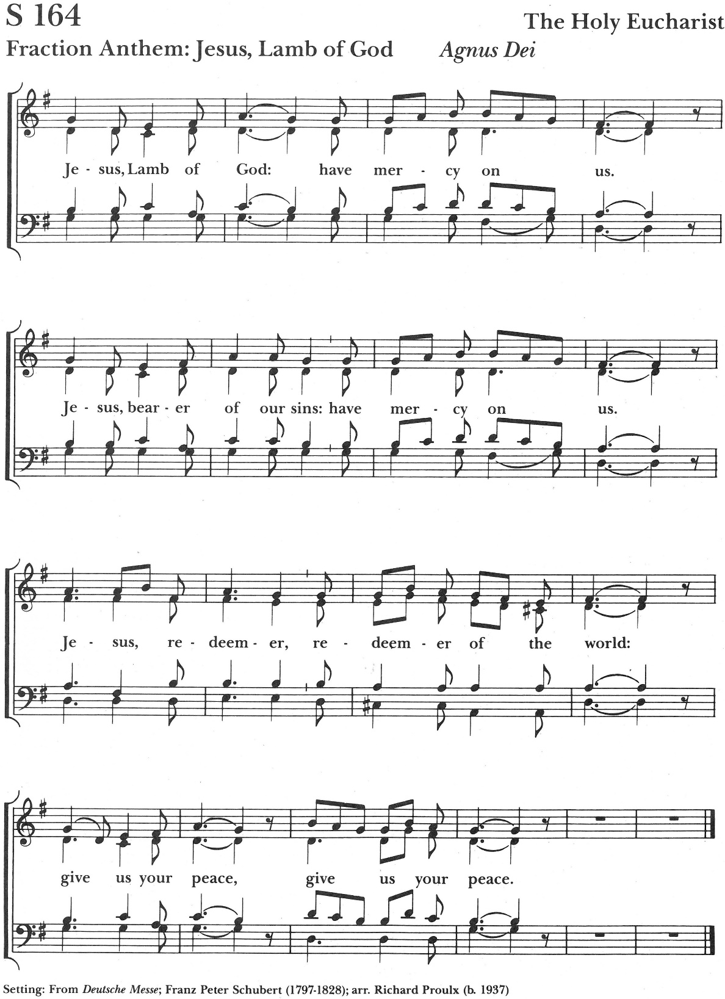 S 164
The Holy Eucharist
Fraction Anthem: Jesus, Lamb of God Agnus Dei
Je - sus, Lamb of God: have mer - cy on us.
Je - sus, bear - er of our sins: have mer - cy on us.
Je - sus, re - deem - er, re - deem - er of the world:
give us your peace, give us your peace.
Setting: From Deutsche Messe; Franz Peter Schubert (1797-1828); arr. Richard Proulx (b. 1937)